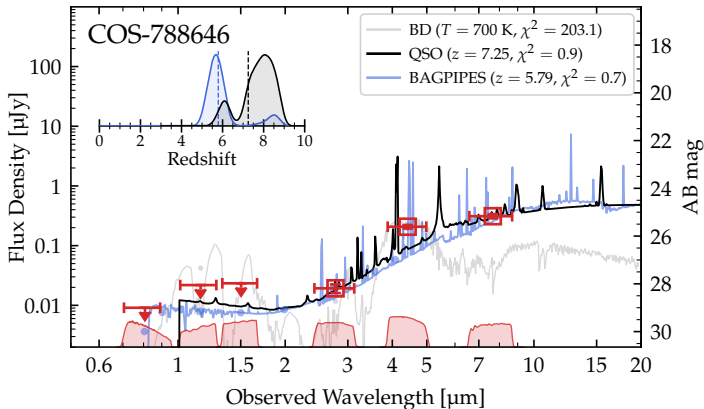 COS-788646
BD (T = 700 K, χ² = 203.1)
QSO (z = 7.25, χ² = 0.9)
BAGPIPES (z = 5.79, χ² = 0.7)
100
10
1
0.1
0.01
Flux Density [μJy]
18
20
22
24
26
28
30
AB mag
0 2 4 6 8 10
Redshift
0.6 1 1.5 2 3 4 5 7 10 15 20
Observed Wavelength [μm]